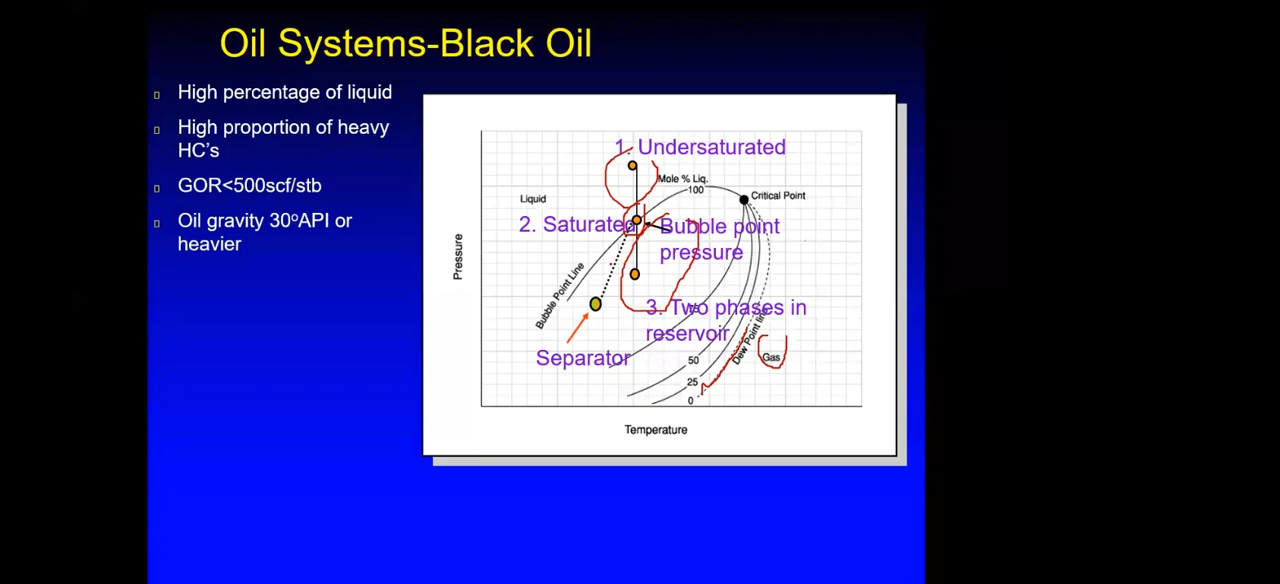 Oil Systems-Black Oil
High percentage of liquid
High proportion of heavy
HC's
GOR<500scf/stb
Oil gravity 30oAPI or
heavier
1. Undersaturated
Mole % Liq.
100
Critical Point
Liquid
2. Saturated
Bubble point
pressure
Pressure
Bubble Point Line
3. Two phases in
reservoir
75
Separator
Dew Point line
Gas
50
25
0
Temperature